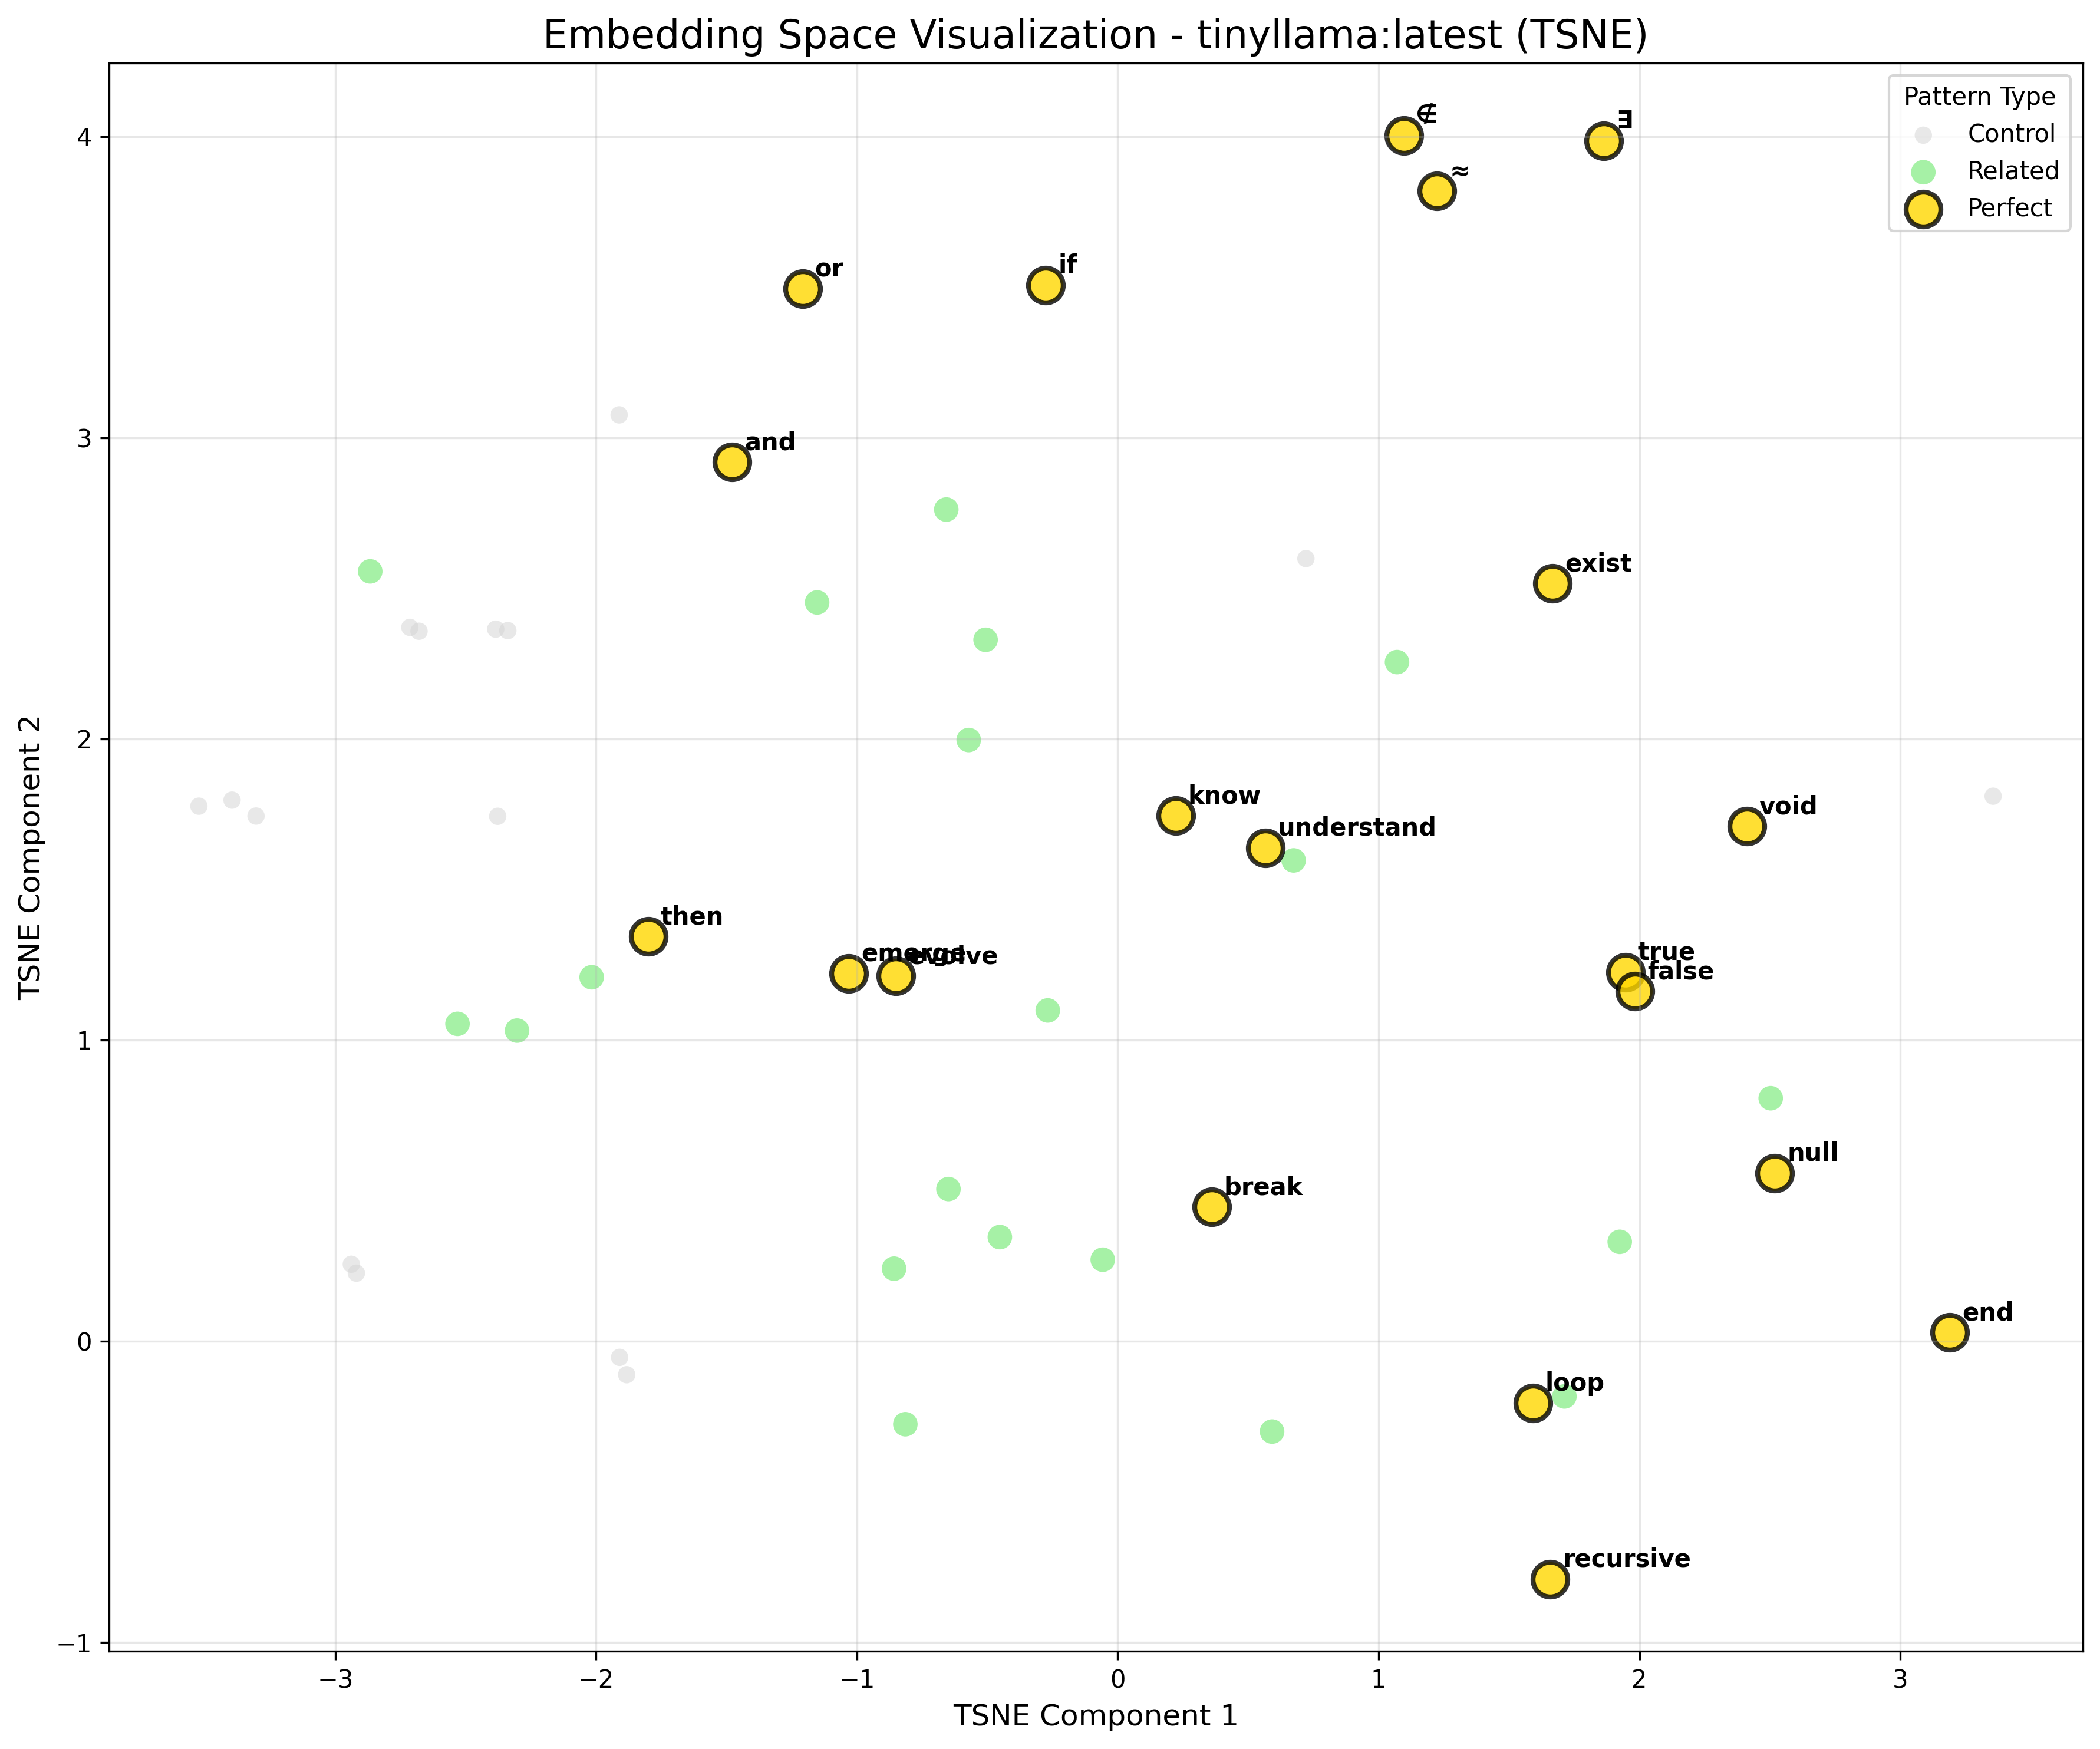 Embedding Space Visualization - tinyllama:latest (TSNE)
Pattern Type
Control
Related
Perfect
∉
∃
≈
or
if
and
exist
know
understand
void
then
emerge
evolve
true
false
null
break
end
loop
recursive
4
3
2
1
0
−1
TSNE Component 2
−3
−2
−1
0
1
2
3
TSNE Component 1